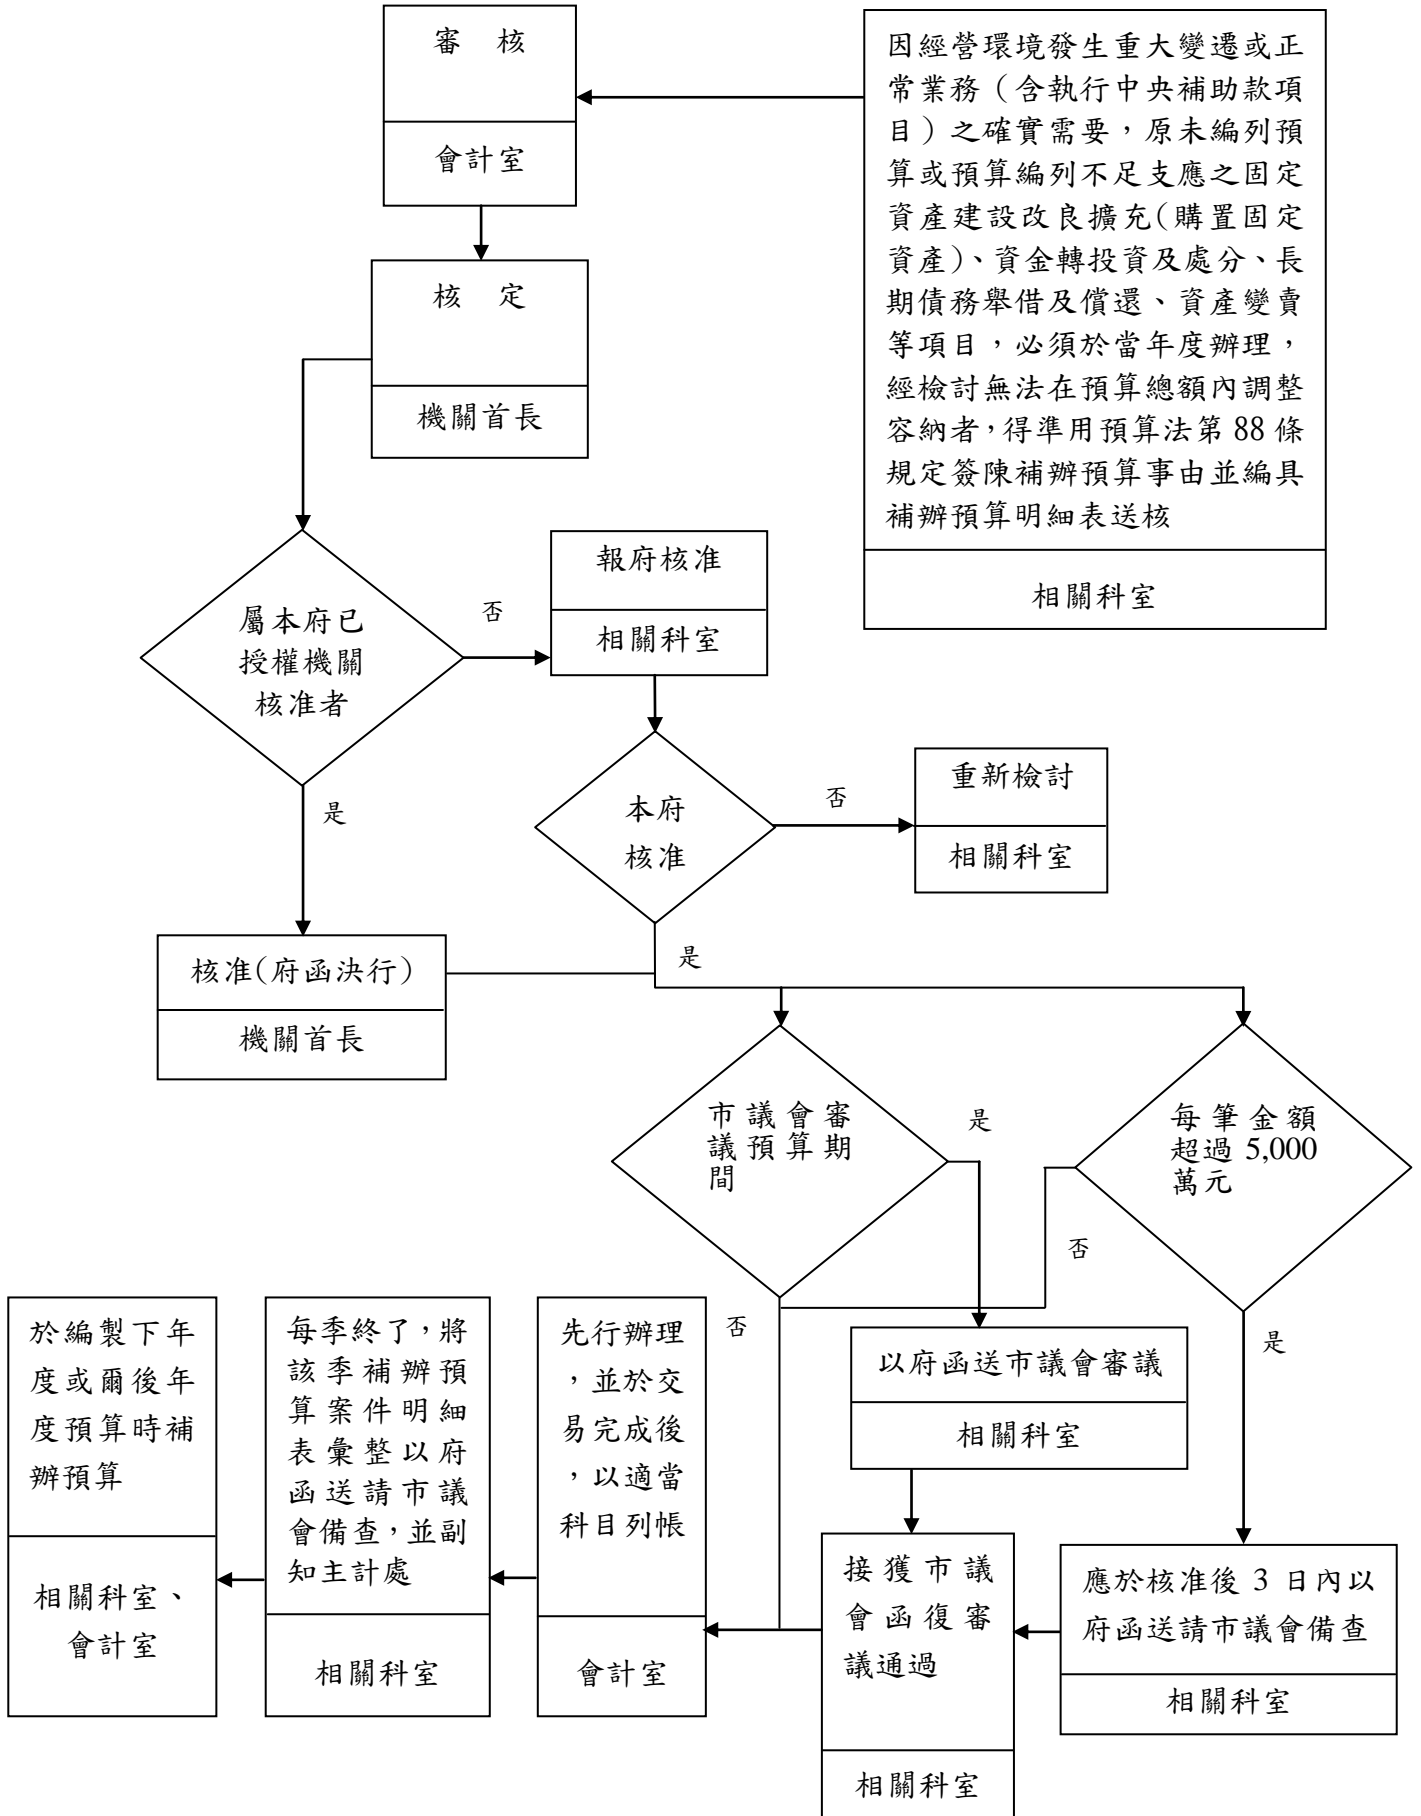 審 核
會計室
因經營環境發生重大變遷或正
常業務（含執行中央補助款項
目）之確實需要，原未編列預
算或預算編列不足支應之固定
資產建設改良擴充(購置固定
資產)、資金轉投資及處分、長
期債務舉借及償還、資產變賣
等項目，必須於當年度辦理，
經檢討無法在預算總額內調整
容納者，得準用預算法第 88 條
規定簽陳補辦預算事由並編具
補辦預算明細表送核
相關科室
核 定
機關首長
屬本府已
授權機關
核准者
否
報府核准
相關科室
是
本府
核准
否
重新檢討
相關科室
是
核准(府函決行)
機關首長
市議會審
議預算期
間
是
每筆金額
超過 5,000
萬元
否
否
是
以府函送市議會審議
相關科室
於編製下年
度或爾後年
度預算時補
辦預算
相關科室、
會計室
每季終了，將
該季補辦預
算案件明細
表彙整以府
函送請市議
會備查，並副
知主計處
相關科室
先行辦理
，並於交
易完成後
，以適當
科目列帳
會計室
接獲市議
會函復審
議通過
相關科室
應於核准後 3 日內以
府函送請市議會備查
相關科室